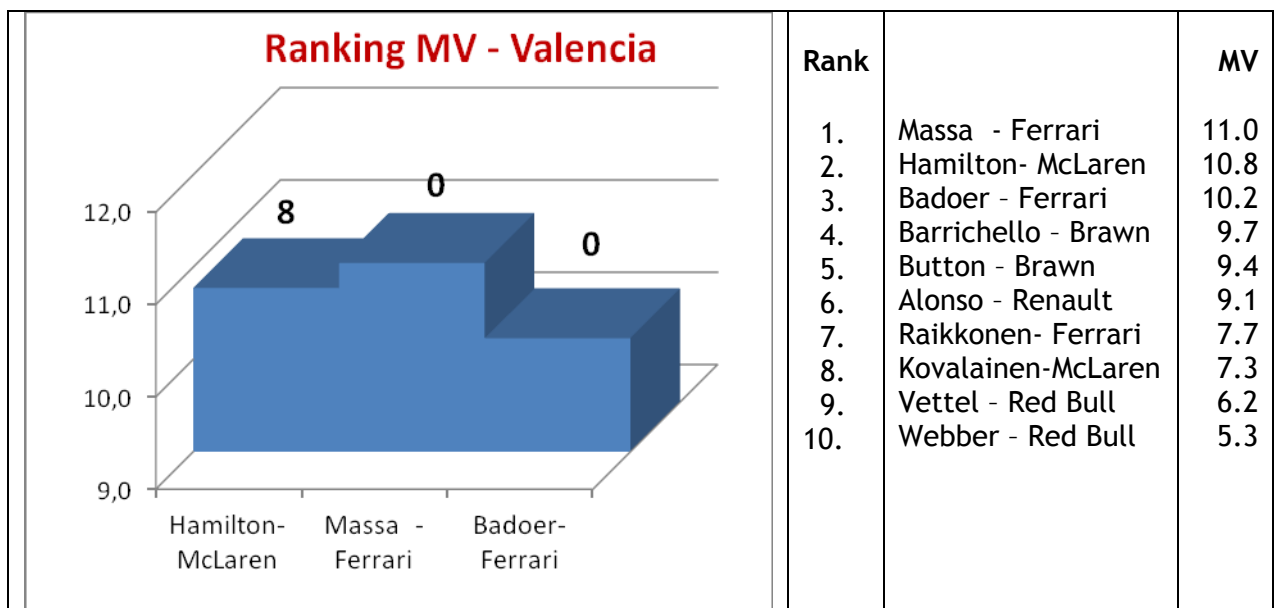 Ranking MV - Valencia
8
0
0
12,0
11,0
10,0
9,0
Hamilton-
McLaren
Massa -
Ferrari
Badoer-
Ferrari
Rank MV
1. Massa - Ferrari 11.0
2. Hamilton- McLaren 10.8
3. Badoer – Ferrari 10.2
4. Barrichello – Brawn 9.7
5. Button – Brawn 9.4
6. Alonso – Renault 9.1
7. Raikkonen- Ferrari 7.7
8. Kovalainen-McLaren 7.3
9. Vettel – Red Bull 6.2
10. Webber – Red Bull 5.3